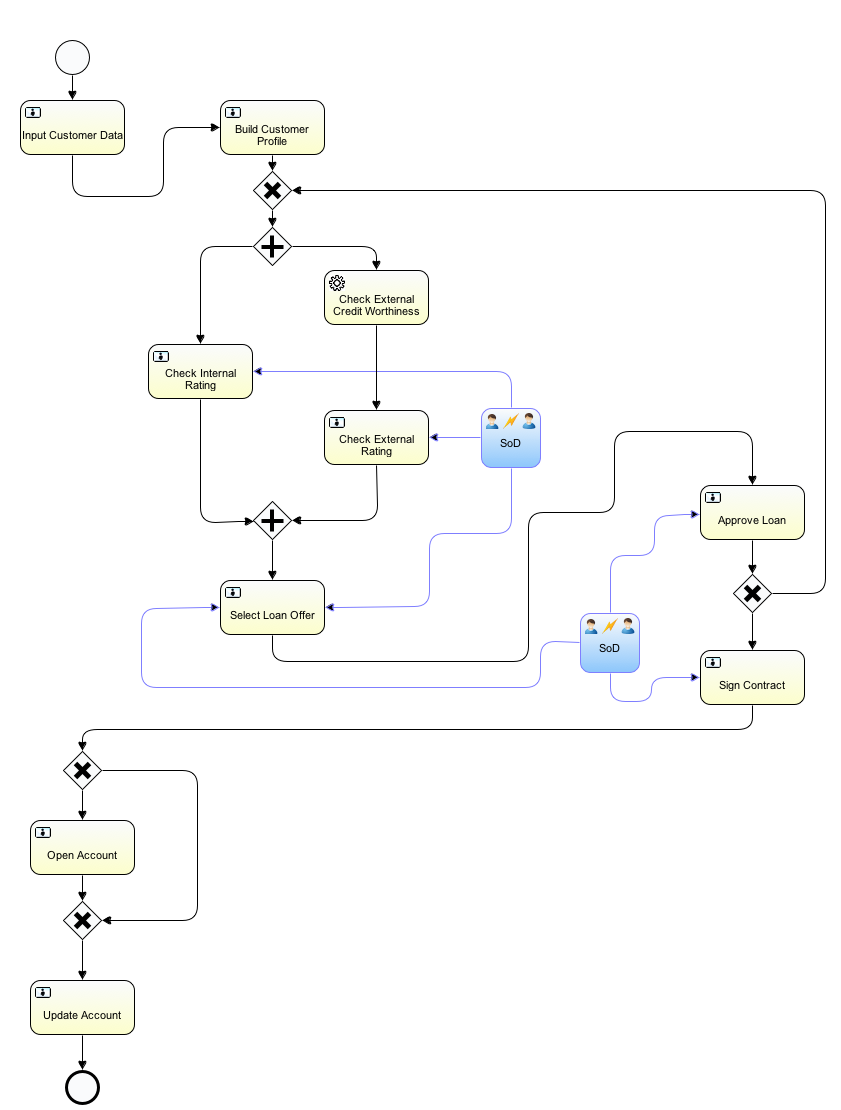 Input Customer Data
Build Customer
Profile
Check External
Credit Worthiness
Check Internal
Rating
Check External
Rating
SoD
Approve Loan
Select Loan Offer
SoD
Sign Contract
Open Account
Update Account